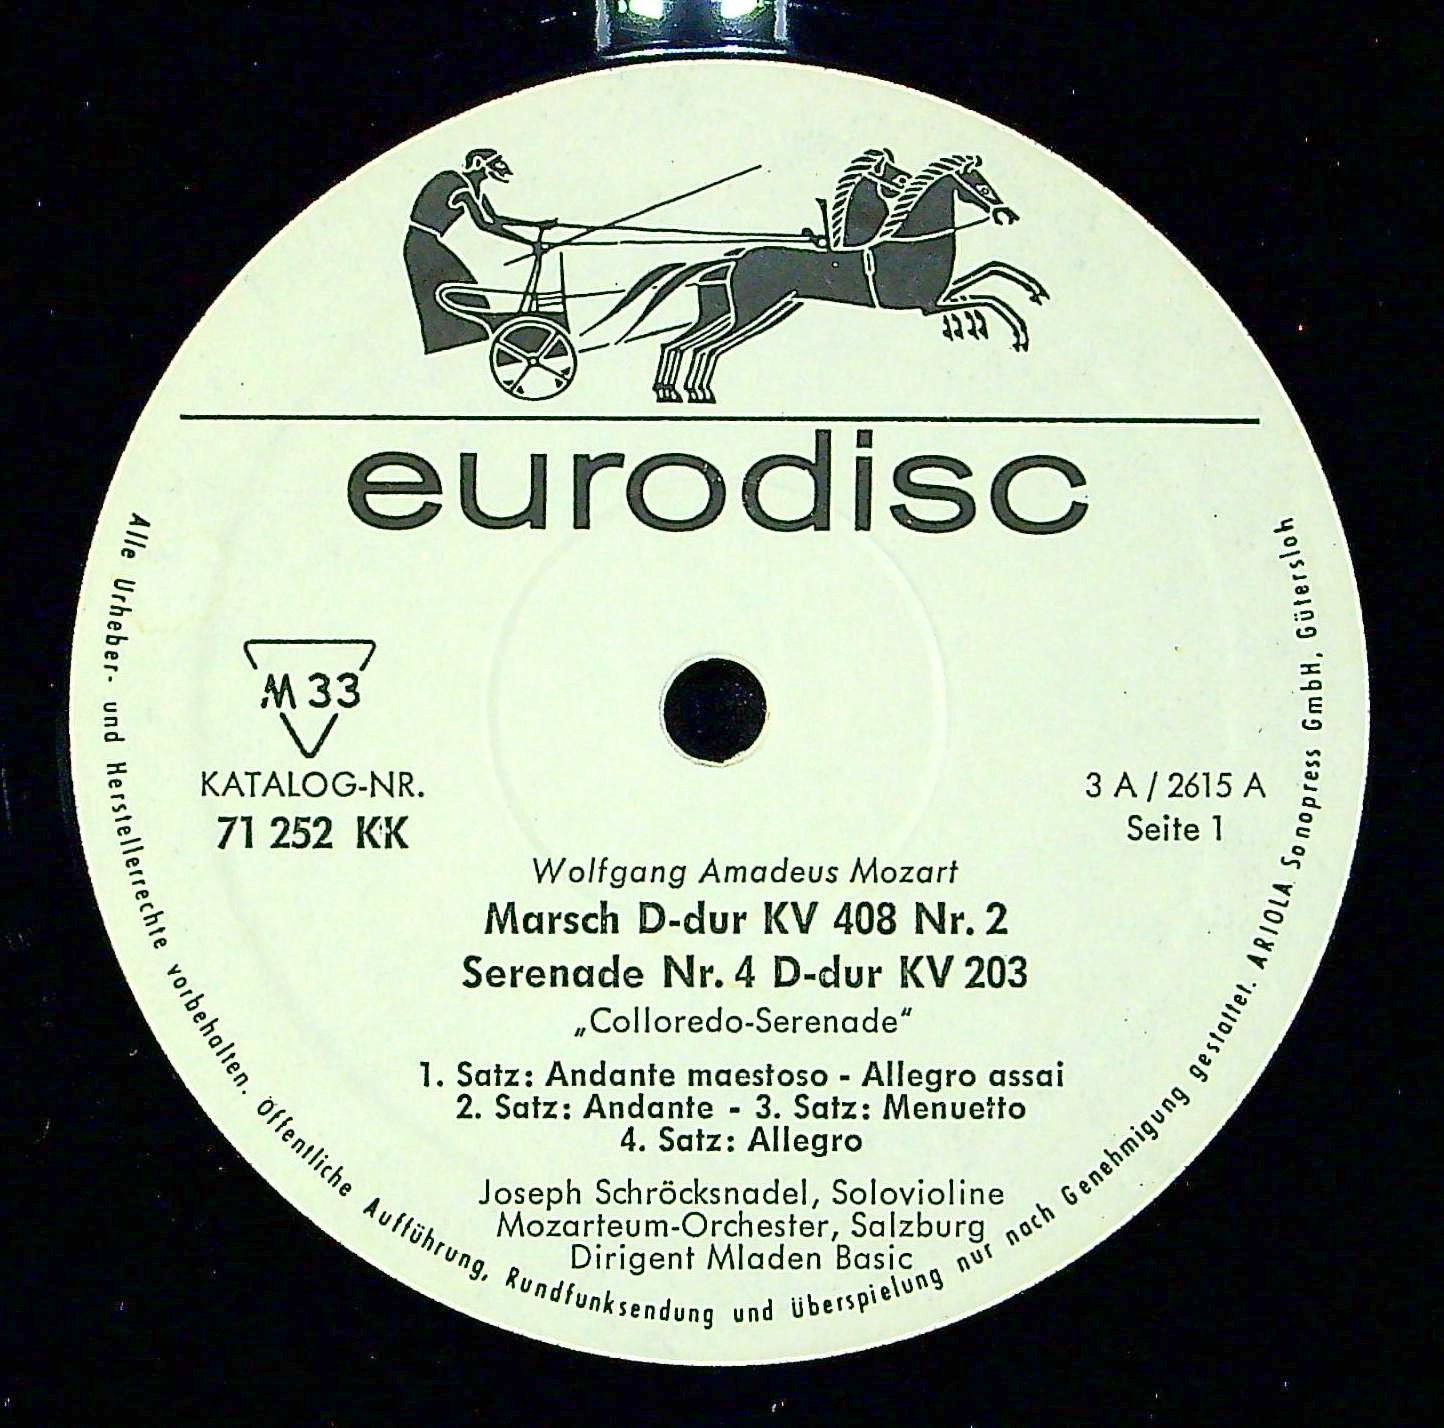 eurodisc
M 33
KATALOG-NR.
71 252 KK
3 A / 2615 A
Seite 1
Wolfgang Amadeus Mozart
Marsch D-dur KV 408 Nr. 2
Serenade Nr. 4 D-dur KV 203
„Colloredo-Serenade“
1. Satz: Andante maestoso - Allegro assai
2. Satz: Andante - 3. Satz: Menuetto
4. Satz: Allegro
Joseph Schröcksnadel, Solovioline
Mozarteum-Orchester, Salzburg
Dirigent Mladen Basic
Alle Urheber- und Herstellerrechte vorbehalten. Öffentliche Aufführung, Rundfunksendung und Überspielung nur nach Genehmigung gestattet. ARIOLA Sonopress GmbH, Gütersloh